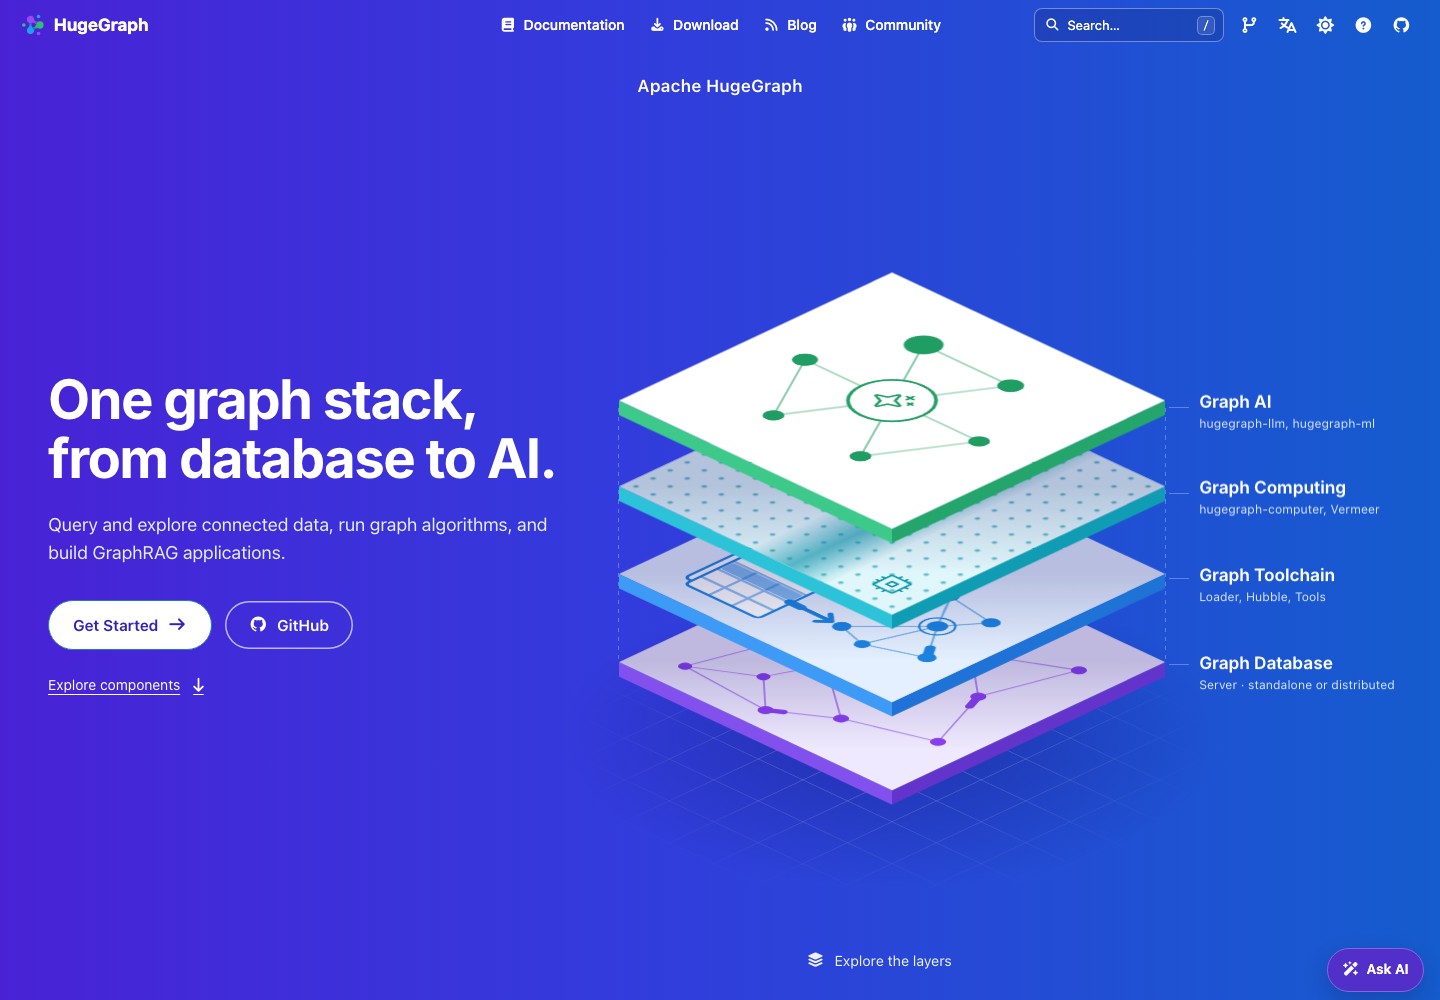 HugeGraph
Documentation
Download
Blog
Community
Search...
/
Apache HugeGraph
One graph stack,
from database to AI.
Query and explore connected data, run graph algorithms, and
build GraphRAG applications.
Get Started
GitHub
Explore components
Graph AI
hugegraph-llm, hugegraph-ml
Graph Computing
hugegraph-computer, Vermeer
Graph Toolchain
Loader, Hubble, Tools
Graph Database
Server · standalone or distributed
Explore the layers
Ask AI